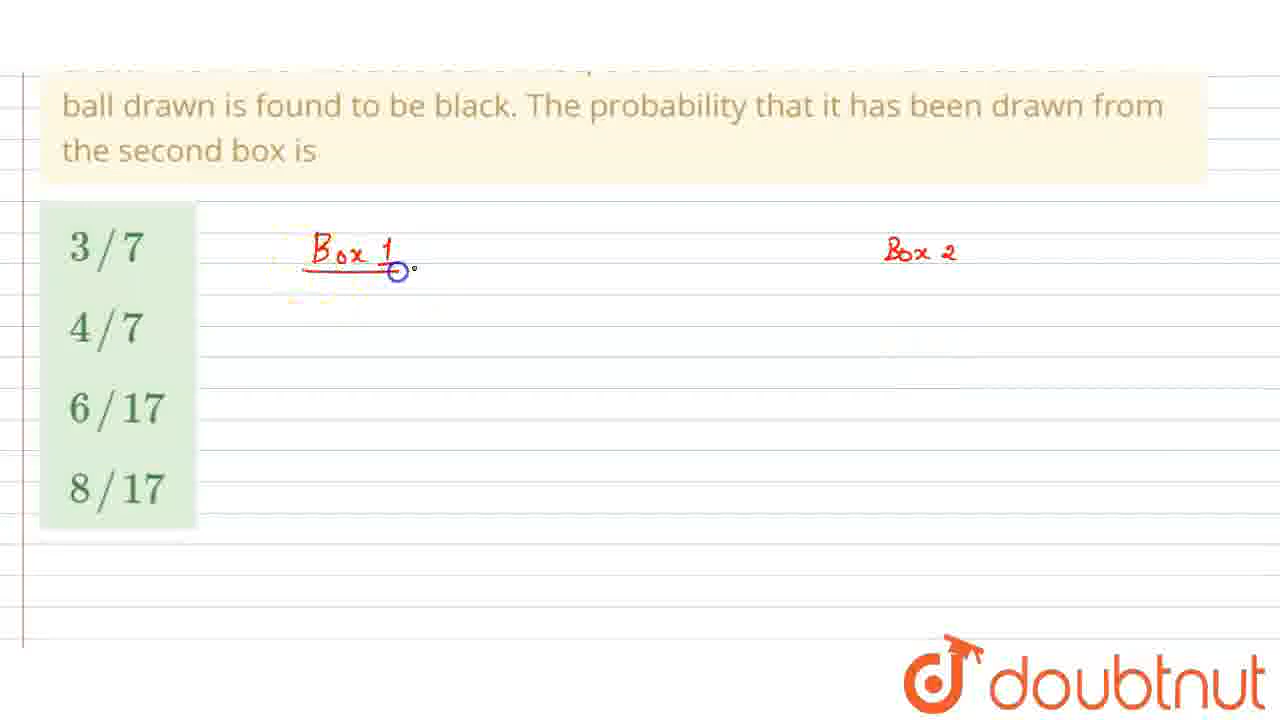 ball drawn is found to be black. The probability that it has been drawn from
the second box is
3/7
Box 1
Box 2
4/7
6/17
8/17
doubtnut